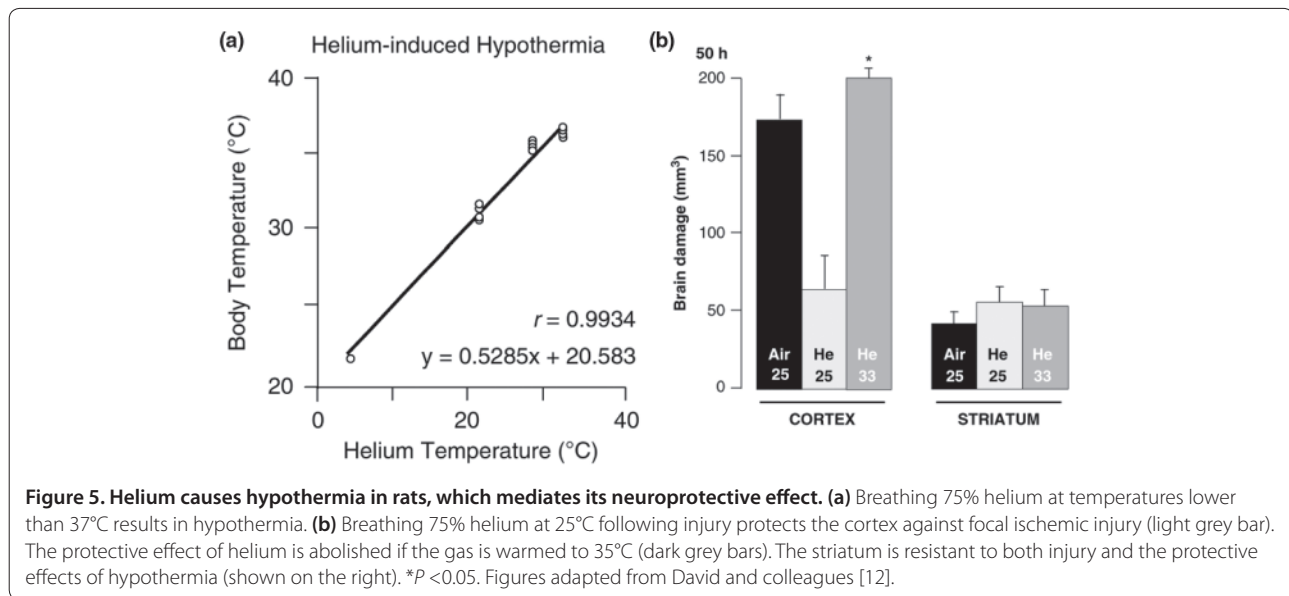 (a)
Helium-induced Hypothermia
40
30
20
Body Temperature (°C)
r = 0.9934
y = 0.5285x + 20.583
0
20
40
Helium Temperature (°C)
(b)
50 h
*
200
150
100
50
0
Brain damage (mm³)
Air
25
He
25
He
33
Air
25
He
25
He
33
CORTEX
STRIATUM
Figure 5. Helium causes hypothermia in rats, which mediates its neuroprotective effect. (a) Breathing 75% helium at temperatures lower
than 37°C results in hypothermia. (b) Breathing 75% helium at 25°C following injury protects the cortex against focal ischemic injury (light grey bar).
The protective effect of helium is abolished if the gas is warmed to 35°C (dark grey bars). The striatum is resistant to both injury and the protective
effects of hypothermia (shown on the right). *P <0.05. Figures adapted from David and colleagues [12].